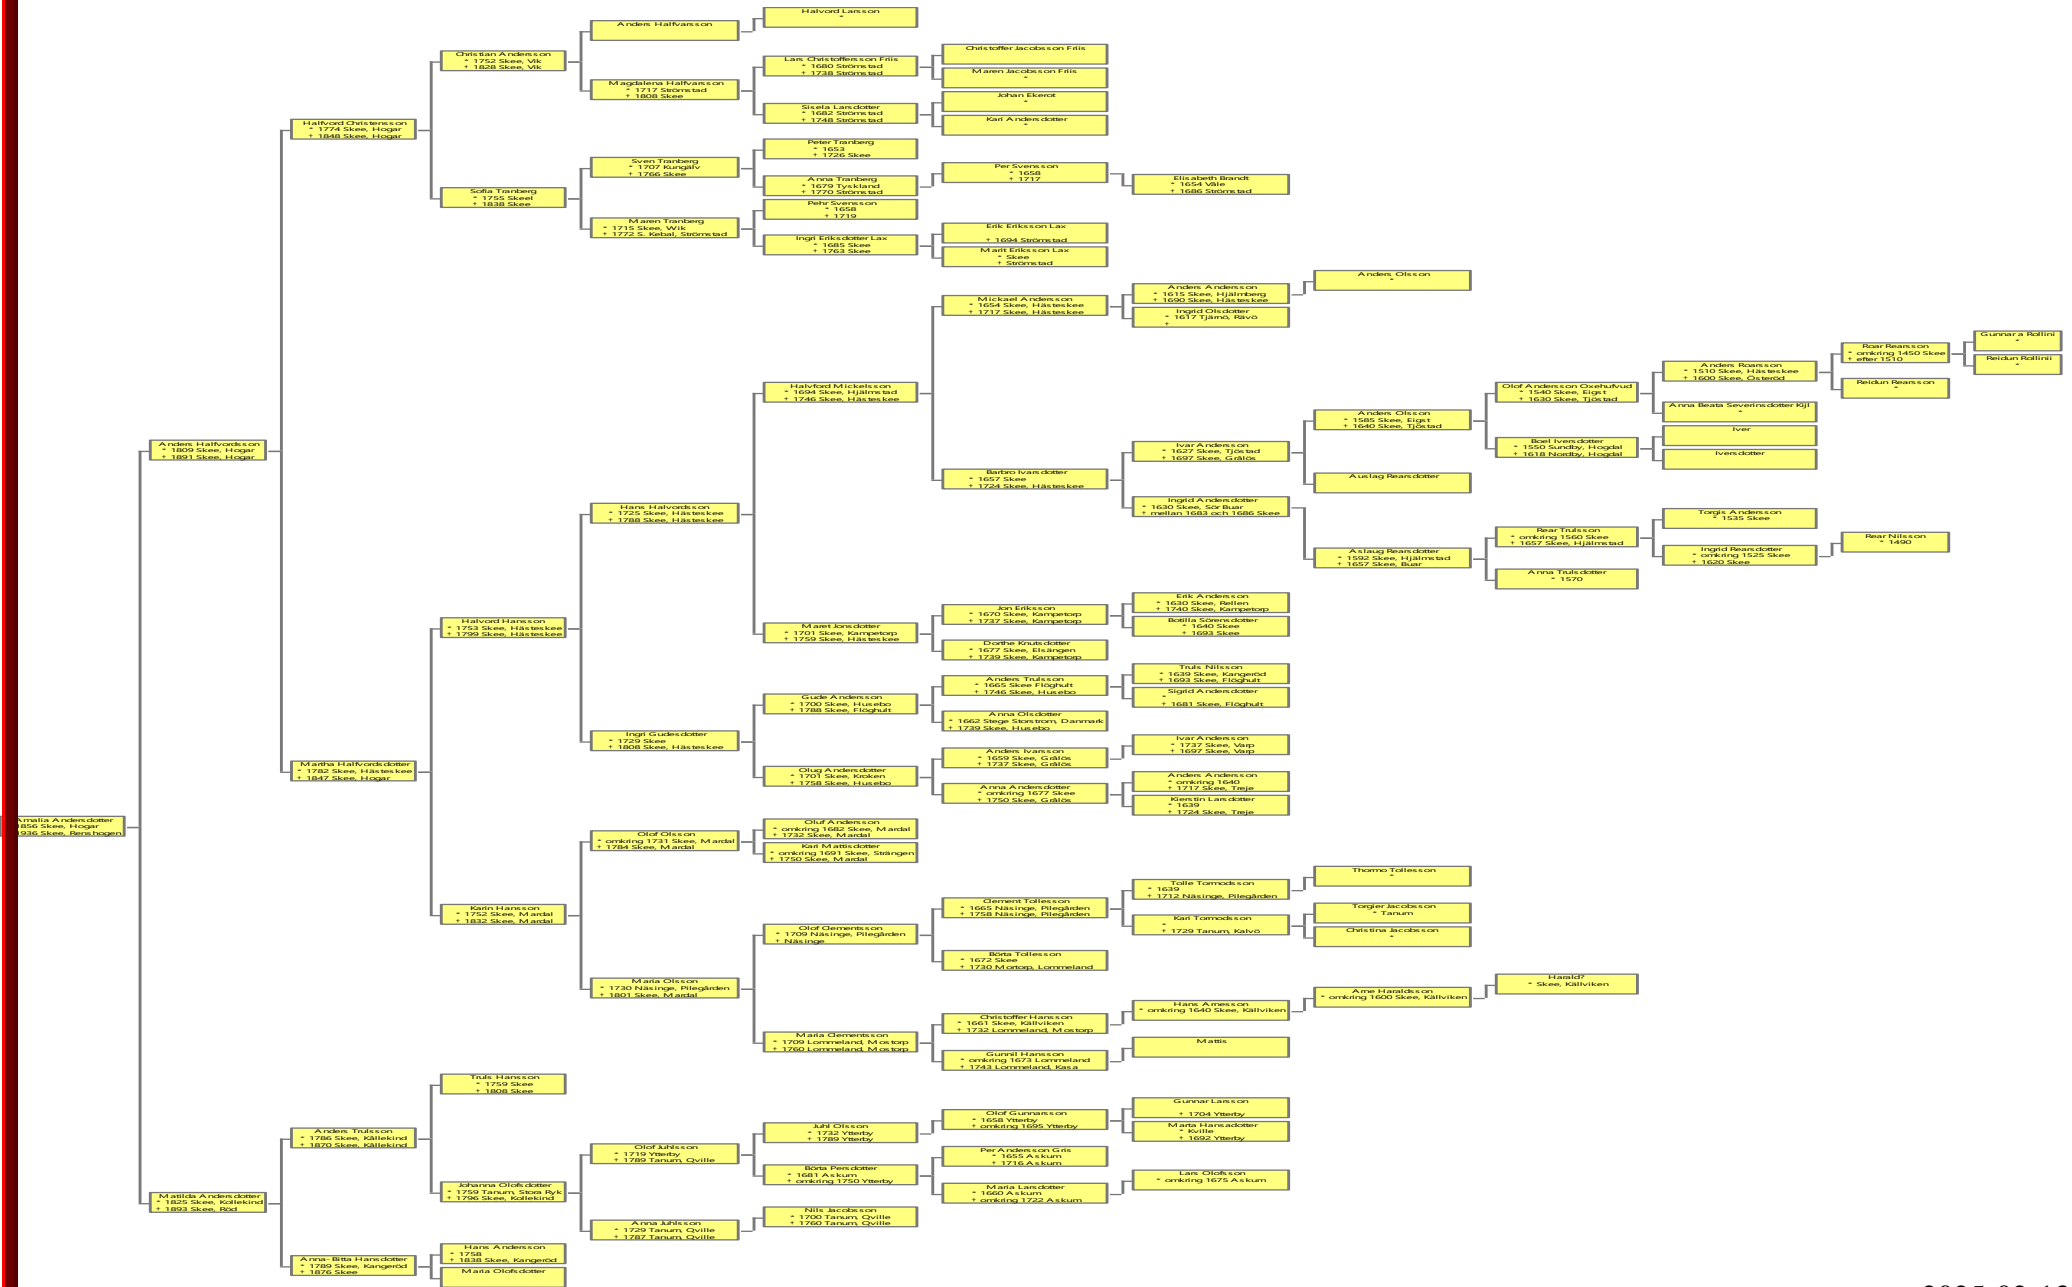 Halvord Larsson
*
Anders Halfvarsson
Christoffer Jacobsson Friis
Christian Andersson
* 1752 Skee, Vik
+ 1828 Skee, Vik
Lars Christoffersson Friis
* 1680 Strömstad
+ 1738 Strömstad
Maren Jacobsson Friis
*
Magdalena Halfvarsson
* 1717 Strömstad
+ 1808 Skee
Johan Ekerot
*
Sisela Larsdotter
* 1682 Strömstad
+ 1748 Strömstad
Kari Andersdotter
*
Halfvord Christensson
* 1774 Skee, Hogar
+ 1848 Skee, Hogar
Peter Tranberg
* 1653
+ 1726 Skee
Sven Tranberg
* 1707 Kungälv
+ 1766 Skee
Per Svensson
* 1658
+ 1717
Anna Tranberg
* 1679 Tyskland
+ 1770 Strömstad
Elisabeth Brandt
* 1654 Våle
+ 1686 Strömstad
Sofia Tranberg
* 1755 Skeel
+ 1838 Skee
Pehr Svensson
* 1658
+ 1719
Maren Tranberg
* 1715 Skee, Wik
+ 1772 S. Kebal, Strömstad
Erik Eriksson Lax
+ 1694 Strömstad
Ingri Eriksdotter Lax
* 1685 Skee
+ 1763 Skee
Marit Eriksson Lax
* Skee
+ Strömstad
Anders Olsson
*
Anders Andersson
* 1615 Skee, Hjälmberg
+ 1690 Skee, Hästeskee
Mickael Andersson
* 1654 Skee, Hästeskee
+ 1717 Skee, Hästeskee
Ingrid Olsdotter
* 1617 Tjärnö, Rävö
+
Gunnar a Rollini
*
Roar Rearsson
* omkring 1450 Skee
+ efter 1510
Reidun Rollinii
*
Anders Roarsson
* 1510 Skee, Hästeskee
+ 1600 Skee, Österöd
Reidun Rearsson
*
Halvford Mickelsson
* 1694 Skee, Hjälmstad
+ 1746 Skee, Hästeskee
Olof Andersson Oxehufvud
* 1540 Skee, Eigst
+ 1630 Skee, Tjöstad
Anna Beata Severinsdotter Kijl
*
Anders Olsson
* 1585 Skee, Eigst
+ 1640 Skee, Tjöstad
Iver
Boel Iversdotter
* 1550 Sundby, Hogdal
+ 1618 Nordby, Hogdal
Iversdotter
Anders Halfvordsson
* 1809 Skee, Hogar
+ 1891 Skee, Hogar
Ivar Andersson
* 1627 Skee, Tjöstad
+ 1697 Skee, Grålös
Barbro Ivarsdotter
* 1657 Skee
+ 1724 Skee, Hästeskee
Auslag Rearsdotter
Ingrid Andersdotter
* 1630 Skee, Sör Buar
+ mellan 1683 och 1686 Skee
Hans Halvordsson
* 1725 Skee, Hästeskee
+ 1788 Skee, Hästeskee
Torgis Andersson
* 1535 Skee
Rear Trulsson
* omkring 1560 Skee
+ 1657 Skee, Hjälmstad
Rear Nilsson
* 1490
Ingrid Rearsdotter
* omkring 1525 Skee
+ 1620 Skee
Aslaug Rearsdotter
* 1592 Skee, Hjälmstad
+ 1657 Skee, Buar
Anna Trulsdotter
* 1570
Erik Andersson
* 1630 Skee, Rellen
+ 1740 Skee, Kampetorp
Jon Eriksson
* 1670 Skee, Kampetorp
+ 1737 Skee, Kampetorp
Botilla Sörensdotter
* 1640 Skee
+ 1693 Skee
Halvord Hansson
* 1753 Skee, Hästeskee
+ 1799 Skee, Hästeskee
Maret Jonsdotter
* 1701 Skee, Kampetorp
+ 1759 Skee, Hästeskee
Dorthe Knutsdotter
* 1677 Skee, Elsängen
+ 1739 Skee, Kampetorp
Truls Nilsson
* 1639 Skee, Kangeröd
+ 1693 Skee, Flöghult
Anders Trulsson
* 1665 Skee Flöghult
+ 1746 Skee, Husebo
Sigrid Andersdotter
*
+ 1681 Skee, Flöghult
Gude Andersson
* 1700 Skee, Husebo
+ 1788 Skee, Flöghult
Anna Olsdotter
* 1662 Stege Storstrom, Danmark
+ 1739 Skee, Husebo
Ingri Gudesdotter
* 1729 Skee
+ 1808 Skee, Hästeskee
Ivar Andersson
* 1737 Skee, Varp
+ 1697 Skee, Varp
Anders Ivarsson
* 1659 Skee, Grålös
+ 1737 Skee, Grålös
Martha Halfvordsdotter
* 1782 Skee, Hästeskee
+ 1847 Skee, Hogar
Olug Andersdotter
* 1701 Skee, Kroken
+ 1758 Skee, Husebo
Anders Andersson
* omkring 1640
+ 1717 Skee, Treje
Anna Andersdotter
* omkring 1677 Skee
+ 1750 Skee, Grålös
Kierstin Larsdotter
* 1639
+ 1724 Skee, Treje
Amalia Andersdotter
1856 Skee, Hogar
1936 Skee, Renshogen
Oluf Andersson
* omkring 1682 Skee, Mardal
+ 1732 Skee, Mardal
Olof Olsson
* omkring 1731 Skee, Mardal
+ 1784 Skee, Mardal
Kari Mattisdotter
* omkring 1691 Skee, Strängen
+ 1750 Skee, Mardal
Thormo Tollesson
*
Tolle Tormodsson
* 1639
+ 1712 Näsinge, Pilegården
Clement Tollesson
* 1665 Näsinge, Pilegården
+ 1758 Näsinge, Pilegården
Torgier Jacobsson
* Tanum
Karin Hansson
* 1752 Skee, Mardal
+ 1832 Skee, Mardal
Kari Tormodsson
*
+ 1729 Tanum, Kalvö
Christina Jacobsson
*
Olof Clementsson
* 1709 Näsinge, Pilegården
+ Näsinge
Börta Tollesson
* 1672 Skee
+ 1730 Mortorp, Lommeland
Maria Olsson
* 1730 Näsinge, Pilegården
+ 1801 Skee, Mardal
Harald?
* Skee, Källviken
Arne Haraldsson
* omkring 1600 Skee, Källviken
Hans Arnesson
* omkring 1640 Skee, Källviken
Christoffer Hansson
* 1661 Skee, Källviken
+ 1732 Lommeland, Mostorp
Maria Clementsson
* 1709 Lommeland, Mostorp
+ 1760 Lommeland, Mostorp
Mattis
Gunnil Hansson
* omkring 1673 Lommeland
+ 1743 Lommeland, Kasa
Truls Hansson
* 1759 Skee
+ 1808 Skee
Gunnar Larsson
+ 1704 Ytterby
Olof Gunnarsson
* 1658 Ytterby
+ omkring 1695 Ytterby
Juhl Olsson
* 1732 Ytterby
+ 1789 Ytterby
Marta Hansadotter
* Kville
+ 1692 Ytterby
Anders Trulsson
* 1786 Skee, Källekind
+ 1870 Skee, Källekind
Olof Juhlsson
* 1719 Ytterby
+ 1789 Tanum, Qville
Per Andersson Gris
* 1655 Askum
+ 1716 Askum
Börta Persdotter
* 1681 Askum
+ omkring 1750 Ytterby
Lars Olofsson
* omkring 1675 Askum
Johanna Olofsdotter
* 1759 Tanum, Stora Ryk
+ 1796 Skee, Kollekind
Maria Larsdotter
* 1660 Askum
+ omkring 1722 Askum
Matilda Andersdotter
* 1825 Skee, Kollekind
+ 1893 Skee, Röd
Nils Jacobsson
* 1700 Tanum, Qville
+ 1760 Tanum, Qville
Anna Juhlsson
* 1729 Tanum, Qville
+ 1787 Tanum, Qville
Hans Andersson
* 1758
+ 1838 Skee, Kangeröd
Anna-Bitta Hansdotter
* 1789 Skee, Kangeröd
+ 1876 Skee
Maria Olofsdotter